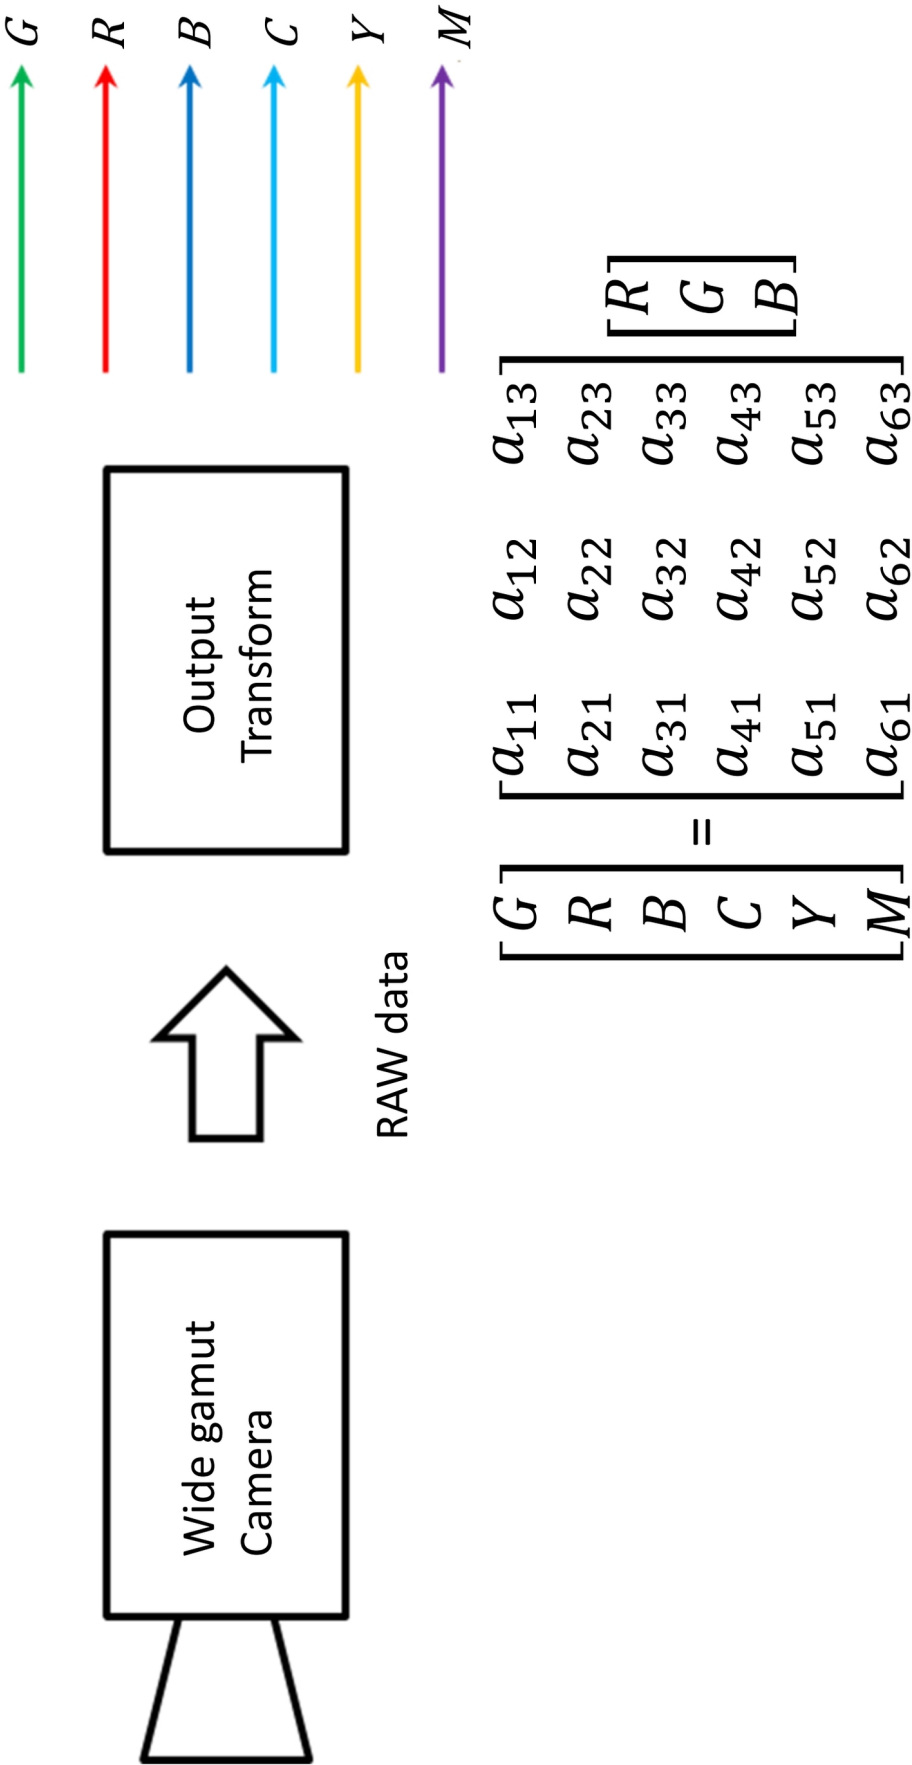 G
R
B
C
Y
M
Wide gamut
Camera
RAW data
Output
Transform
[G R B C Y M] = [a11 a12 a13
a21 a22 a23
a31 a32 a33
a41 a42 a43
a51 a52 a53
a61 a62 a63] [R G B]